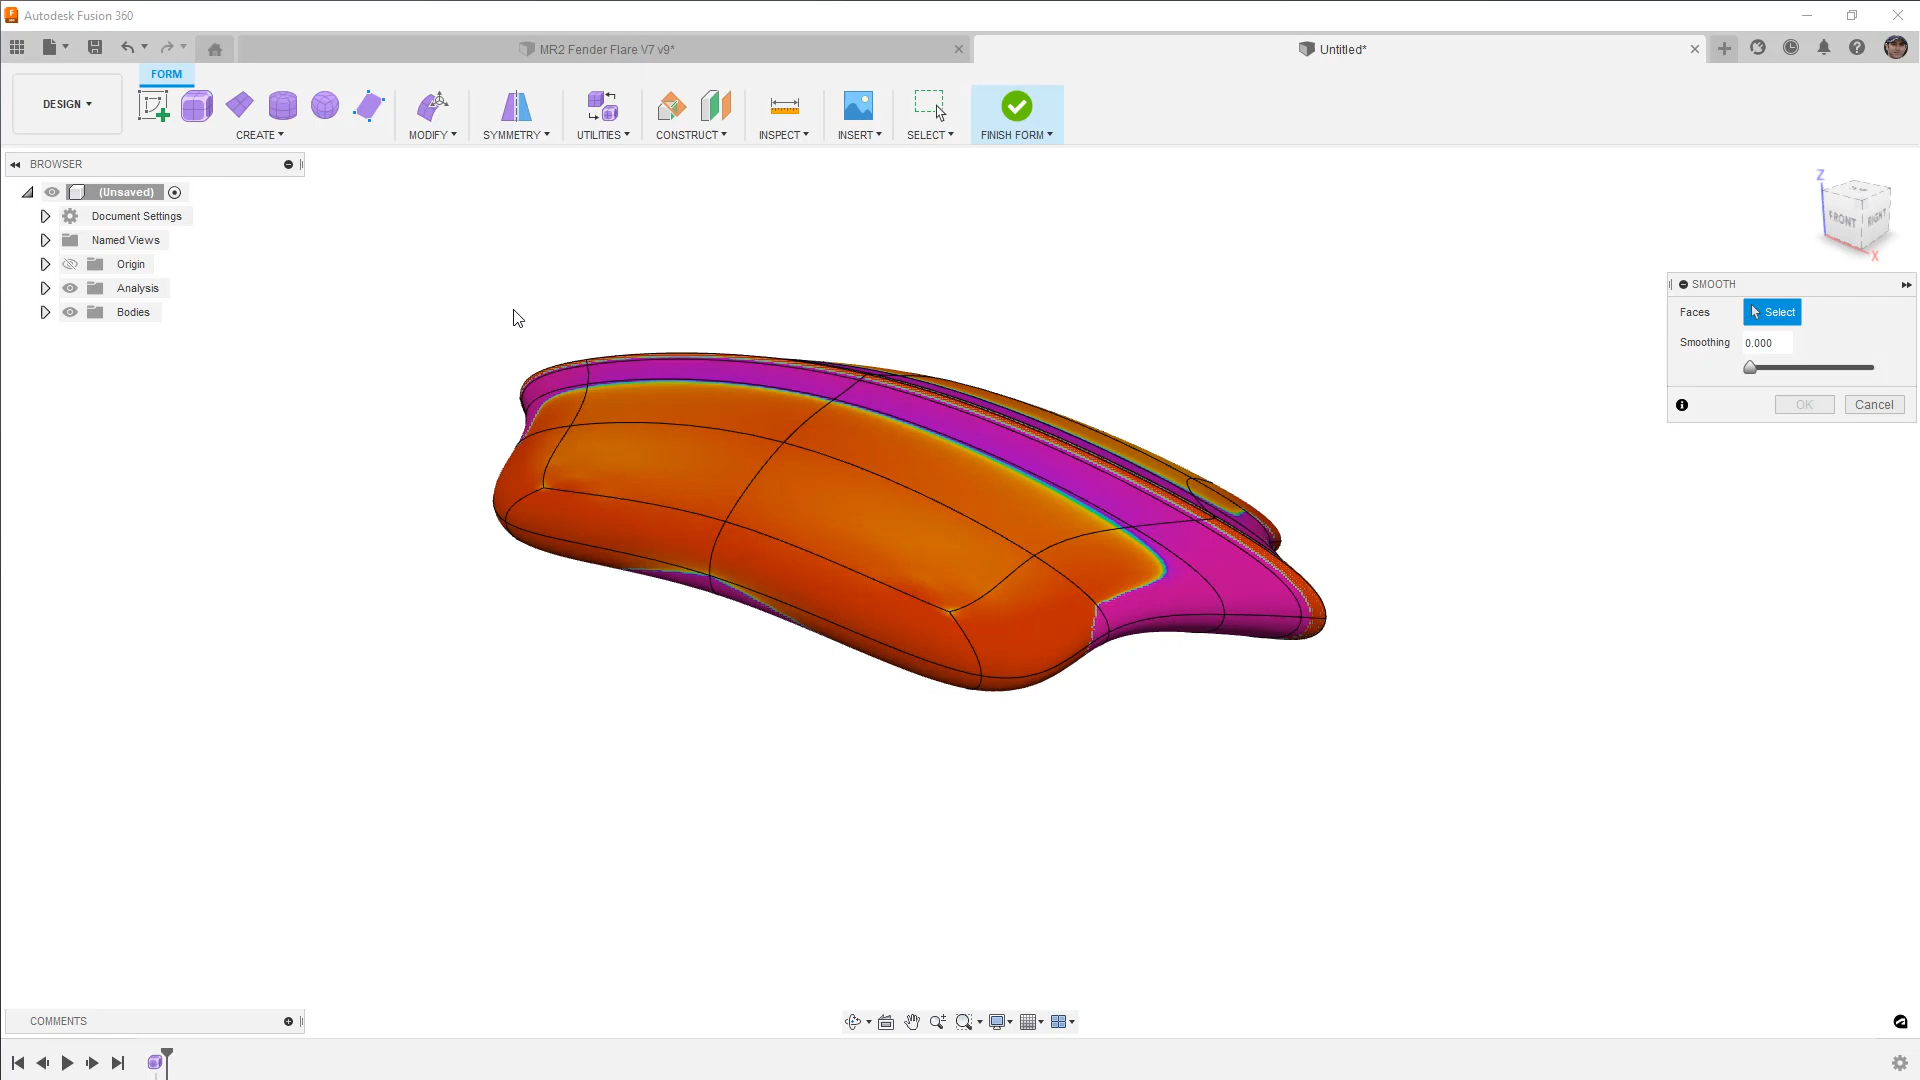 Autodesk Fusion 360
MR2 Fender Flare V7 v9*
Untitled*
FORM
DESIGN
CREATE
MODIFY
SYMMETRY
UTILITIES
CONSTRUCT
INSPECT
INSERT
SELECT
FINISH FORM
BROWSER
(Unsaved)
Document Settings
Named Views
Origin
Analysis
Bodies
Z
FRONT
RIGHT
X
SMOOTH
Faces
Select
Smoothing
0.000
OK
Cancel
COMMENTS